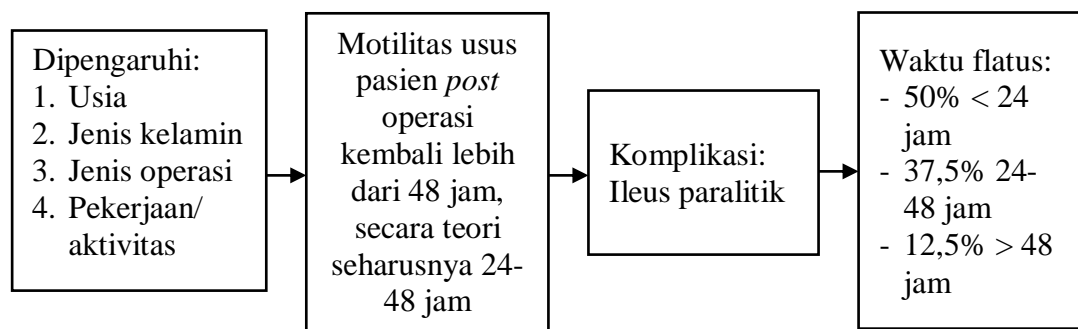 Dipengaruhi:
1. Usia
2. Jenis kelamin
3. Jenis operasi
4. Pekerjaan/
aktivitas
Motilitas usus
pasien post
operasi
kembali lebih
dari 48 jam,
secara teori
seharusnya 24-
48 jam
Komplikasi:
Ileus paralitik
Waktu flatus:
- 50% < 24
jam
- 37,5% 24-
48 jam
- 12,5% > 48
jam